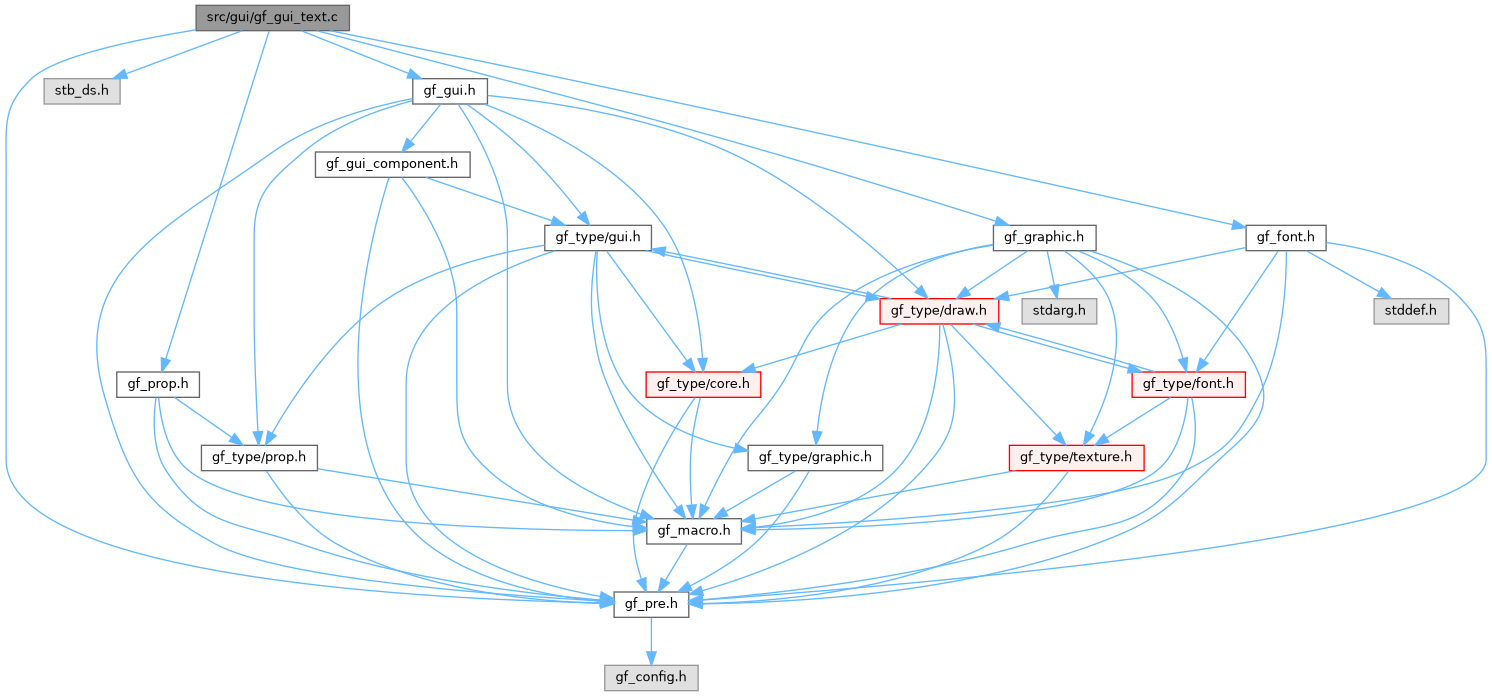 src/gui/gf_gui_text.c
stb_ds.h
gf_gui.h
gf_gui_component.h
gf_type/gui.h
gf_graphic.h
gf_font.h
gf_type/draw.h
stdarg.h
stddef.h
gf_prop.h
gf_type/core.h
gf_type/font.h
gf_type/prop.h
gf_type/graphic.h
gf_type/texture.h
gf_macro.h
gf_pre.h
gf_config.h